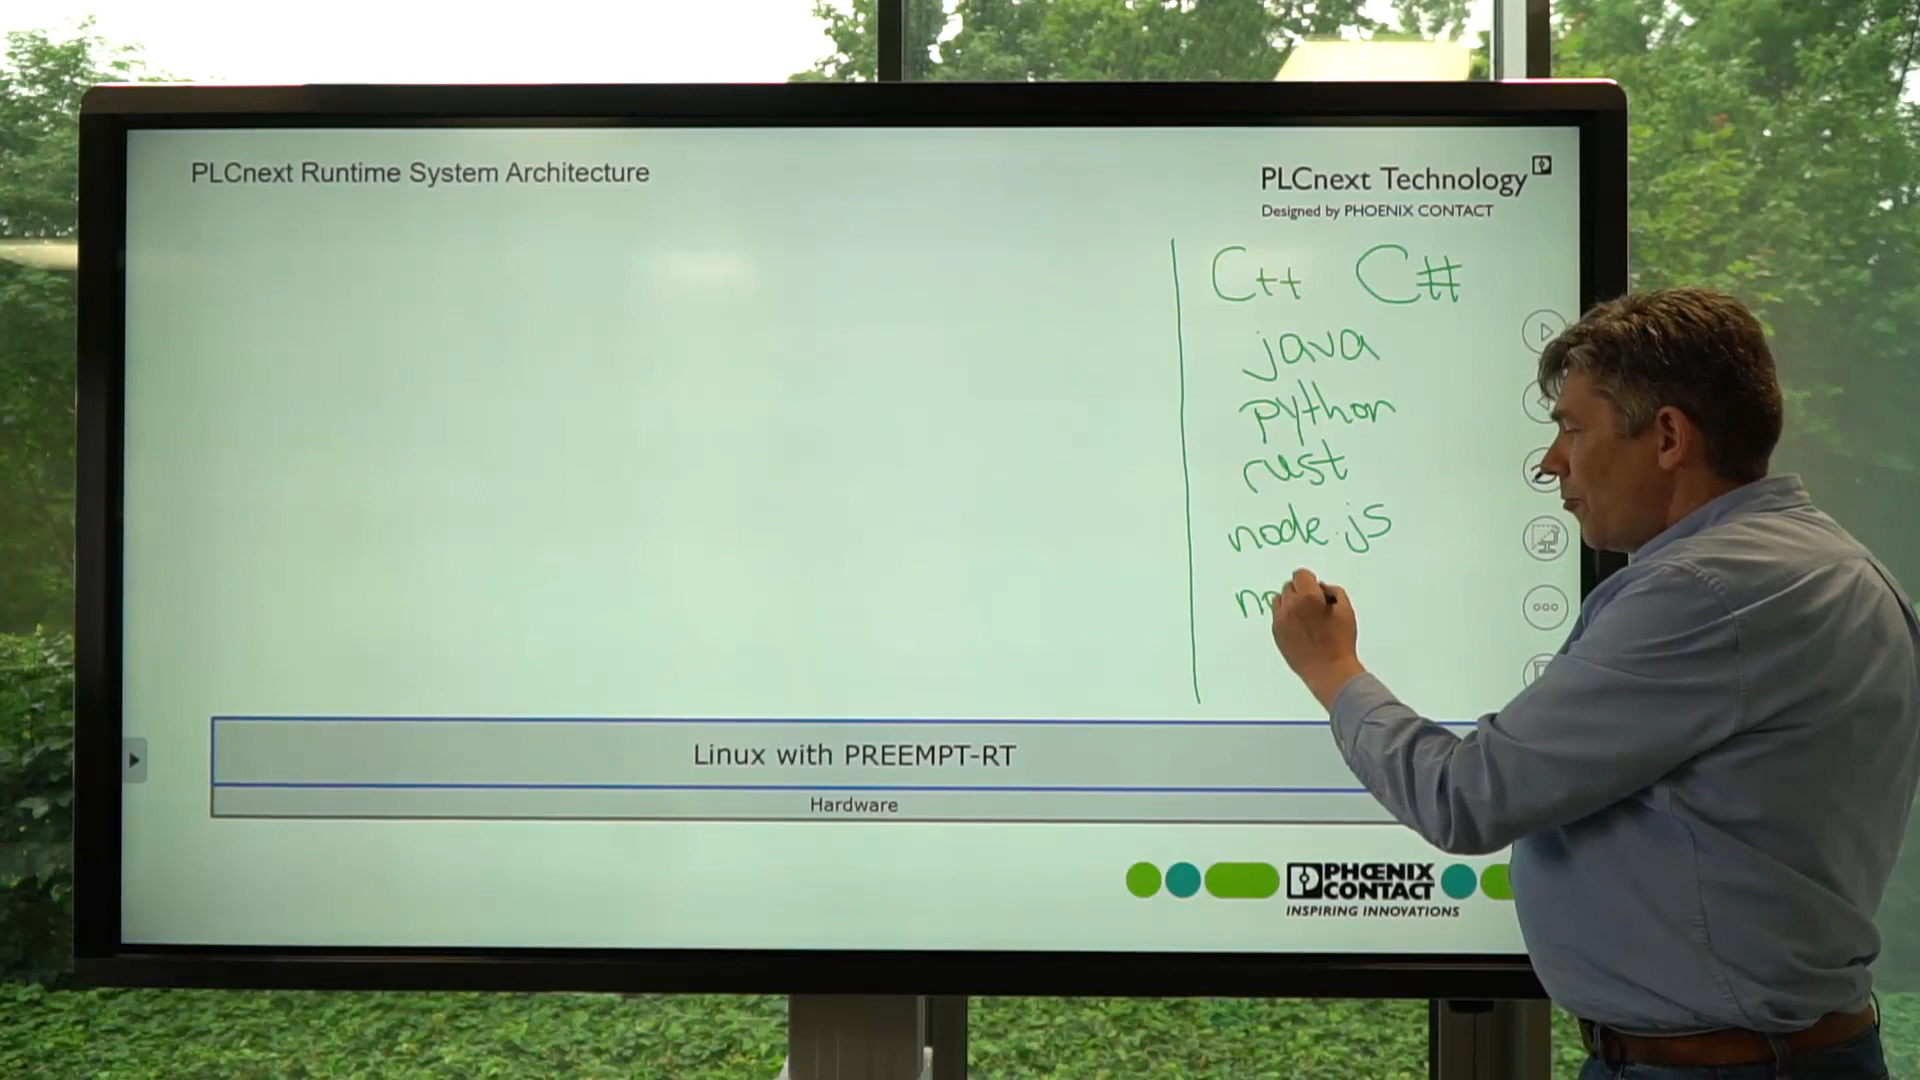 PLCnext Runtime System Architecture
PLCnext Technology
Designed by PHOENIX CONTACT
C++ C#
java
python
rust
node.js
Linux with PREEMPT-RT
Hardware
PHOENIX
CONTACT
INSPIRING INNOVATIONS